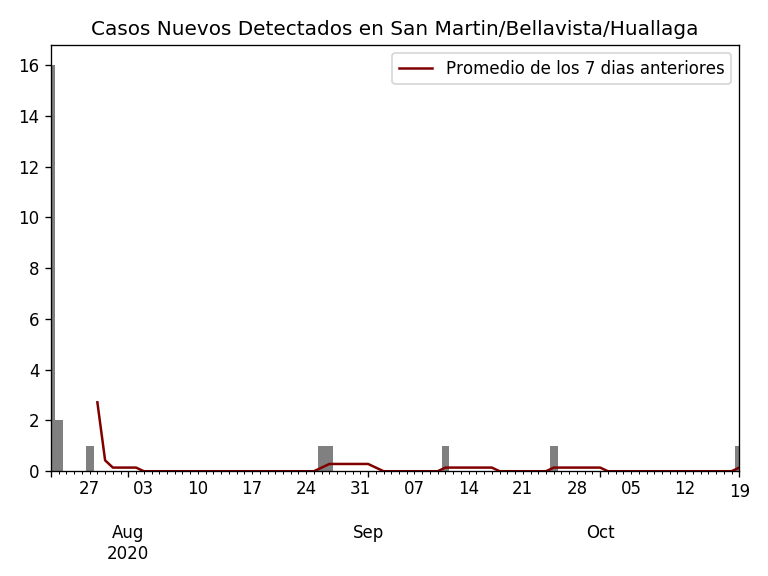 Casos Nuevos Detectados en San Martin/Bellavista/Huallaga
Promedio de los 7 dias anteriores
16
14
12
10
8
6
4
2
0
27 03 10 17 24 31 07 14 21 28 05 12 19
Aug Sep Oct
2020